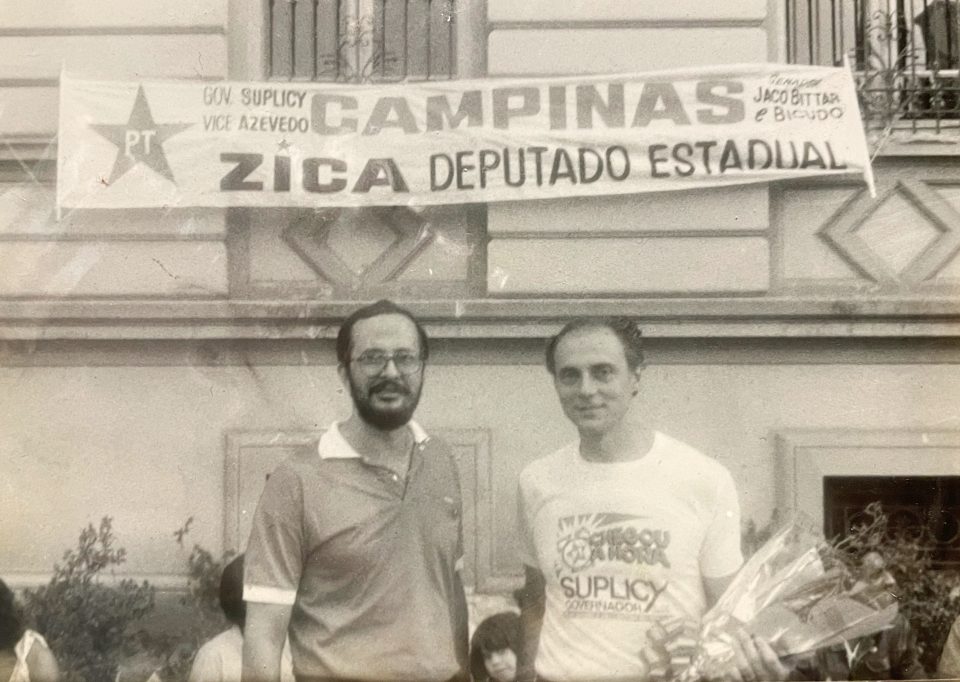 PT
GOV. SUPLICY
VICE AZEVEDO
CAMPINAS
SENADOR
JACO BITTAR
e BICUDO
ZICA DEPUTADO ESTADUAL
CHEGOU
A HORA
SUPLICY
GOVERNADOR